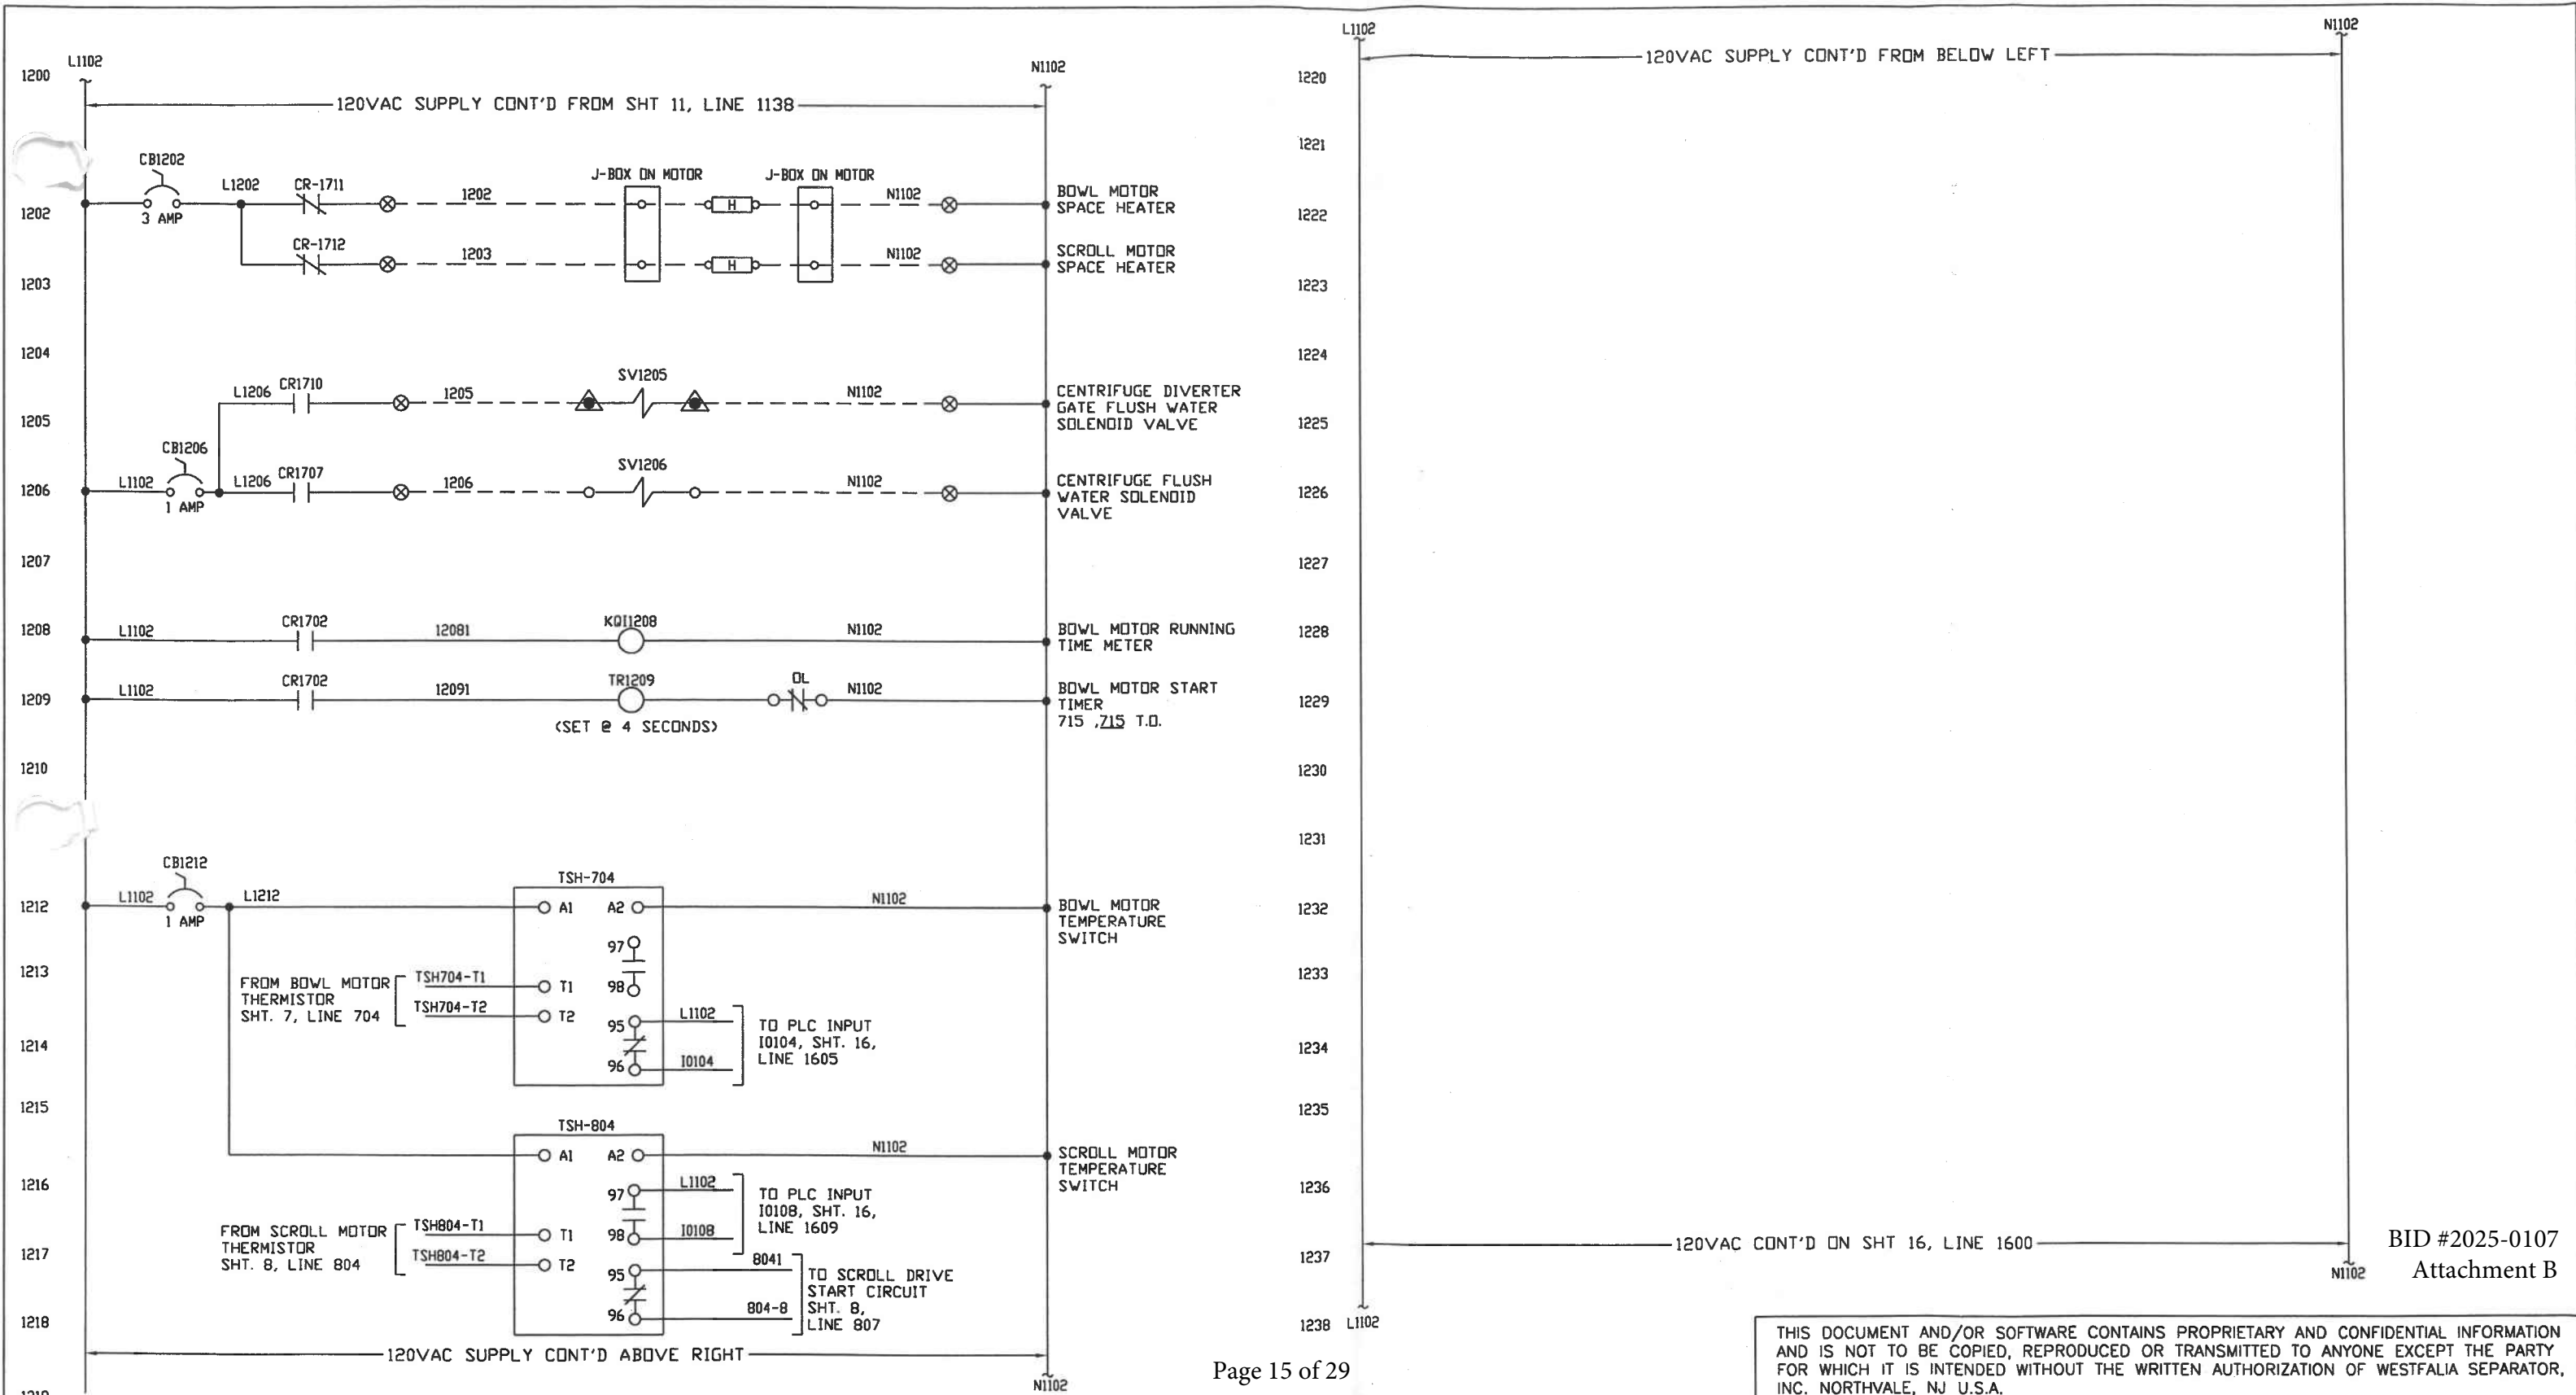 L1102
N1102
1200
120VAC SUPPLY CONT'D FROM SHT 11, LINE 1138
CB1202
3 AMP
L1202
CR-1711
1202
J-BOX ON MOTOR
J-BOX ON MOTOR
H
N1102
BOWL MOTOR
SPACE HEATER
1202
CR-1712
1203
H
N1102
SCROLL MOTOR
SPACE HEATER
1203
1204
L1206
CR1710
1205
SV1205
N1102
CENTRIFUGE DIVERTER
GATE FLUSH WATER
SOLENOID VALVE
1205
CB1206
1 AMP
1206
L1102
L1206
CR1707
1206
SV1206
N1102
CENTRIFUGE FLUSH
WATER SOLENOID
VALVE
1207
1208
L1102
CR1702
12081
KQI1208
N1102
BOWL MOTOR RUNNING
TIME METER
1209
L1102
CR1702
12091
TR1209
(SET @ 4 SECONDS)
OL
N1102
BOWL MOTOR START
TIMER
715 ,715 T.O.
1210
CB1212
1 AMP
1212
L1102
L1212
TSH-704
A1 A2
N1102
BOWL MOTOR
TEMPERATURE
SWITCH
97
1213
FROM BOWL MOTOR
THERMISTOR
SHT. 7, LINE 704
TSH704-T1
TSH704-T2
T1 98
T2
95
L1102
96
I0104
TO PLC INPUT
I0104, SHT. 16,
LINE 1605
1214
1215
TSH-804
A1 A2
N1102
SCROLL MOTOR
TEMPERATURE
SWITCH
1216
97
L1102
98
I0108
TO PLC INPUT
I0108, SHT. 16,
LINE 1609
FROM SCROLL MOTOR
THERMISTOR
SHT. 8, LINE 804
TSH804-T1
TSH804-T2
T1
T2
1217
95
8041
96
804-8
TO SCROLL DRIVE
START CIRCUIT
SHT. 8,
LINE 807
1218
120VAC SUPPLY CONT'D ABOVE RIGHT
N1102
L1102
N1102
120VAC SUPPLY CONT'D FROM BELOW LEFT
1220
1221
1222
1223
1224
1225
1226
1227
1228
1229
1230
1231
1232
1233
1234
1235
1236
1237
120VAC CONT'D ON SHT 16, LINE 1600
N1102
1238
L1102
BID #2025-0107
Attachment B
Page 15 of 29
THIS DOCUMENT AND/OR SOFTWARE CONTAINS PROPRIETARY AND CONFIDENTIAL INFORMATION
AND IS NOT TO BE COPIED, REPRODUCED OR TRANSMITTED TO ANYONE EXCEPT THE PARTY
FOR WHICH IT IS INTENDED WITHOUT THE WRITTEN AUTHORIZATION OF WESTFALIA SEPARATOR,
INC. NORTHVALE, NJ U.S.A.